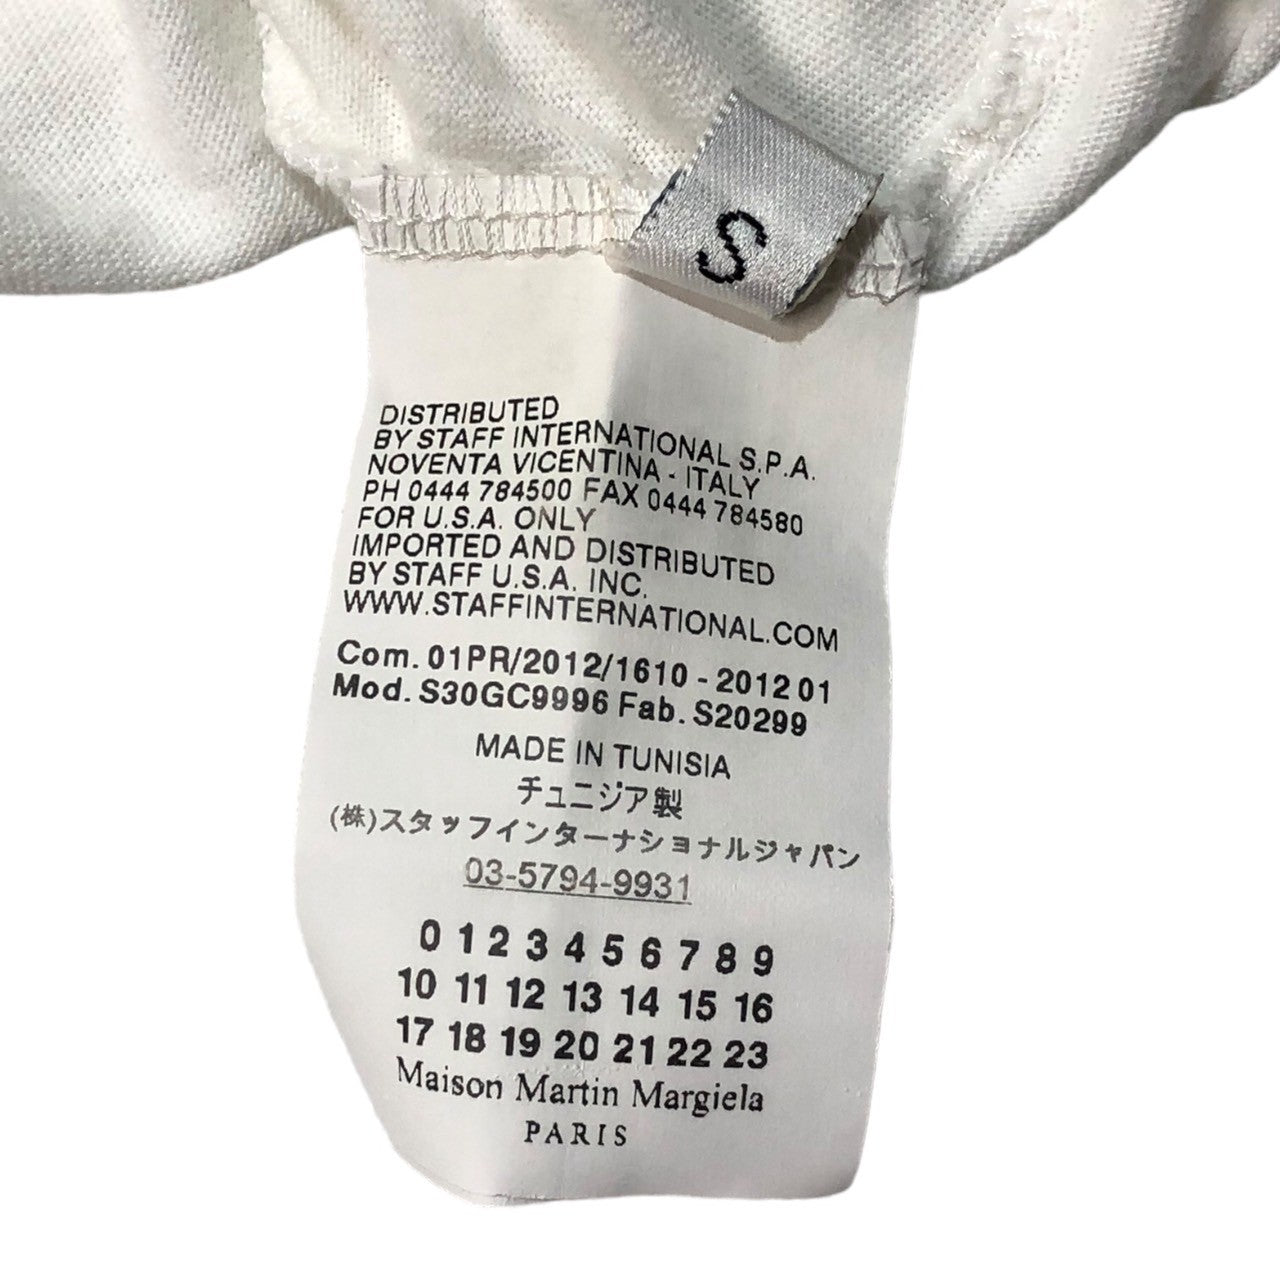 S
DISTRIBUTED
BY STAFF INTERNATIONAL S.P.A.
NOVENTA VICENTINA - ITALY
PH 0444 784500 FAX 0444 784580
FOR U.S.A. ONLY
IMPORTED AND DISTRIBUTED
BY STAFF U.S.A. INC.
WWW.STAFFINTERNATIONAL.COM
Com. 01PR/2012/1610 - 2012 01
Mod. S30GC9996 Fab. S20299
MADE IN TUNISIA
チュニジア製
(株)スタッフインターナショナルジャパン
03-5794-9931
0 1 2 3 4 5 6 7 8 9
10 11 12 13 14 15 16
17 18 19 20 21 22 23
Maison Martin Margiela
PARIS